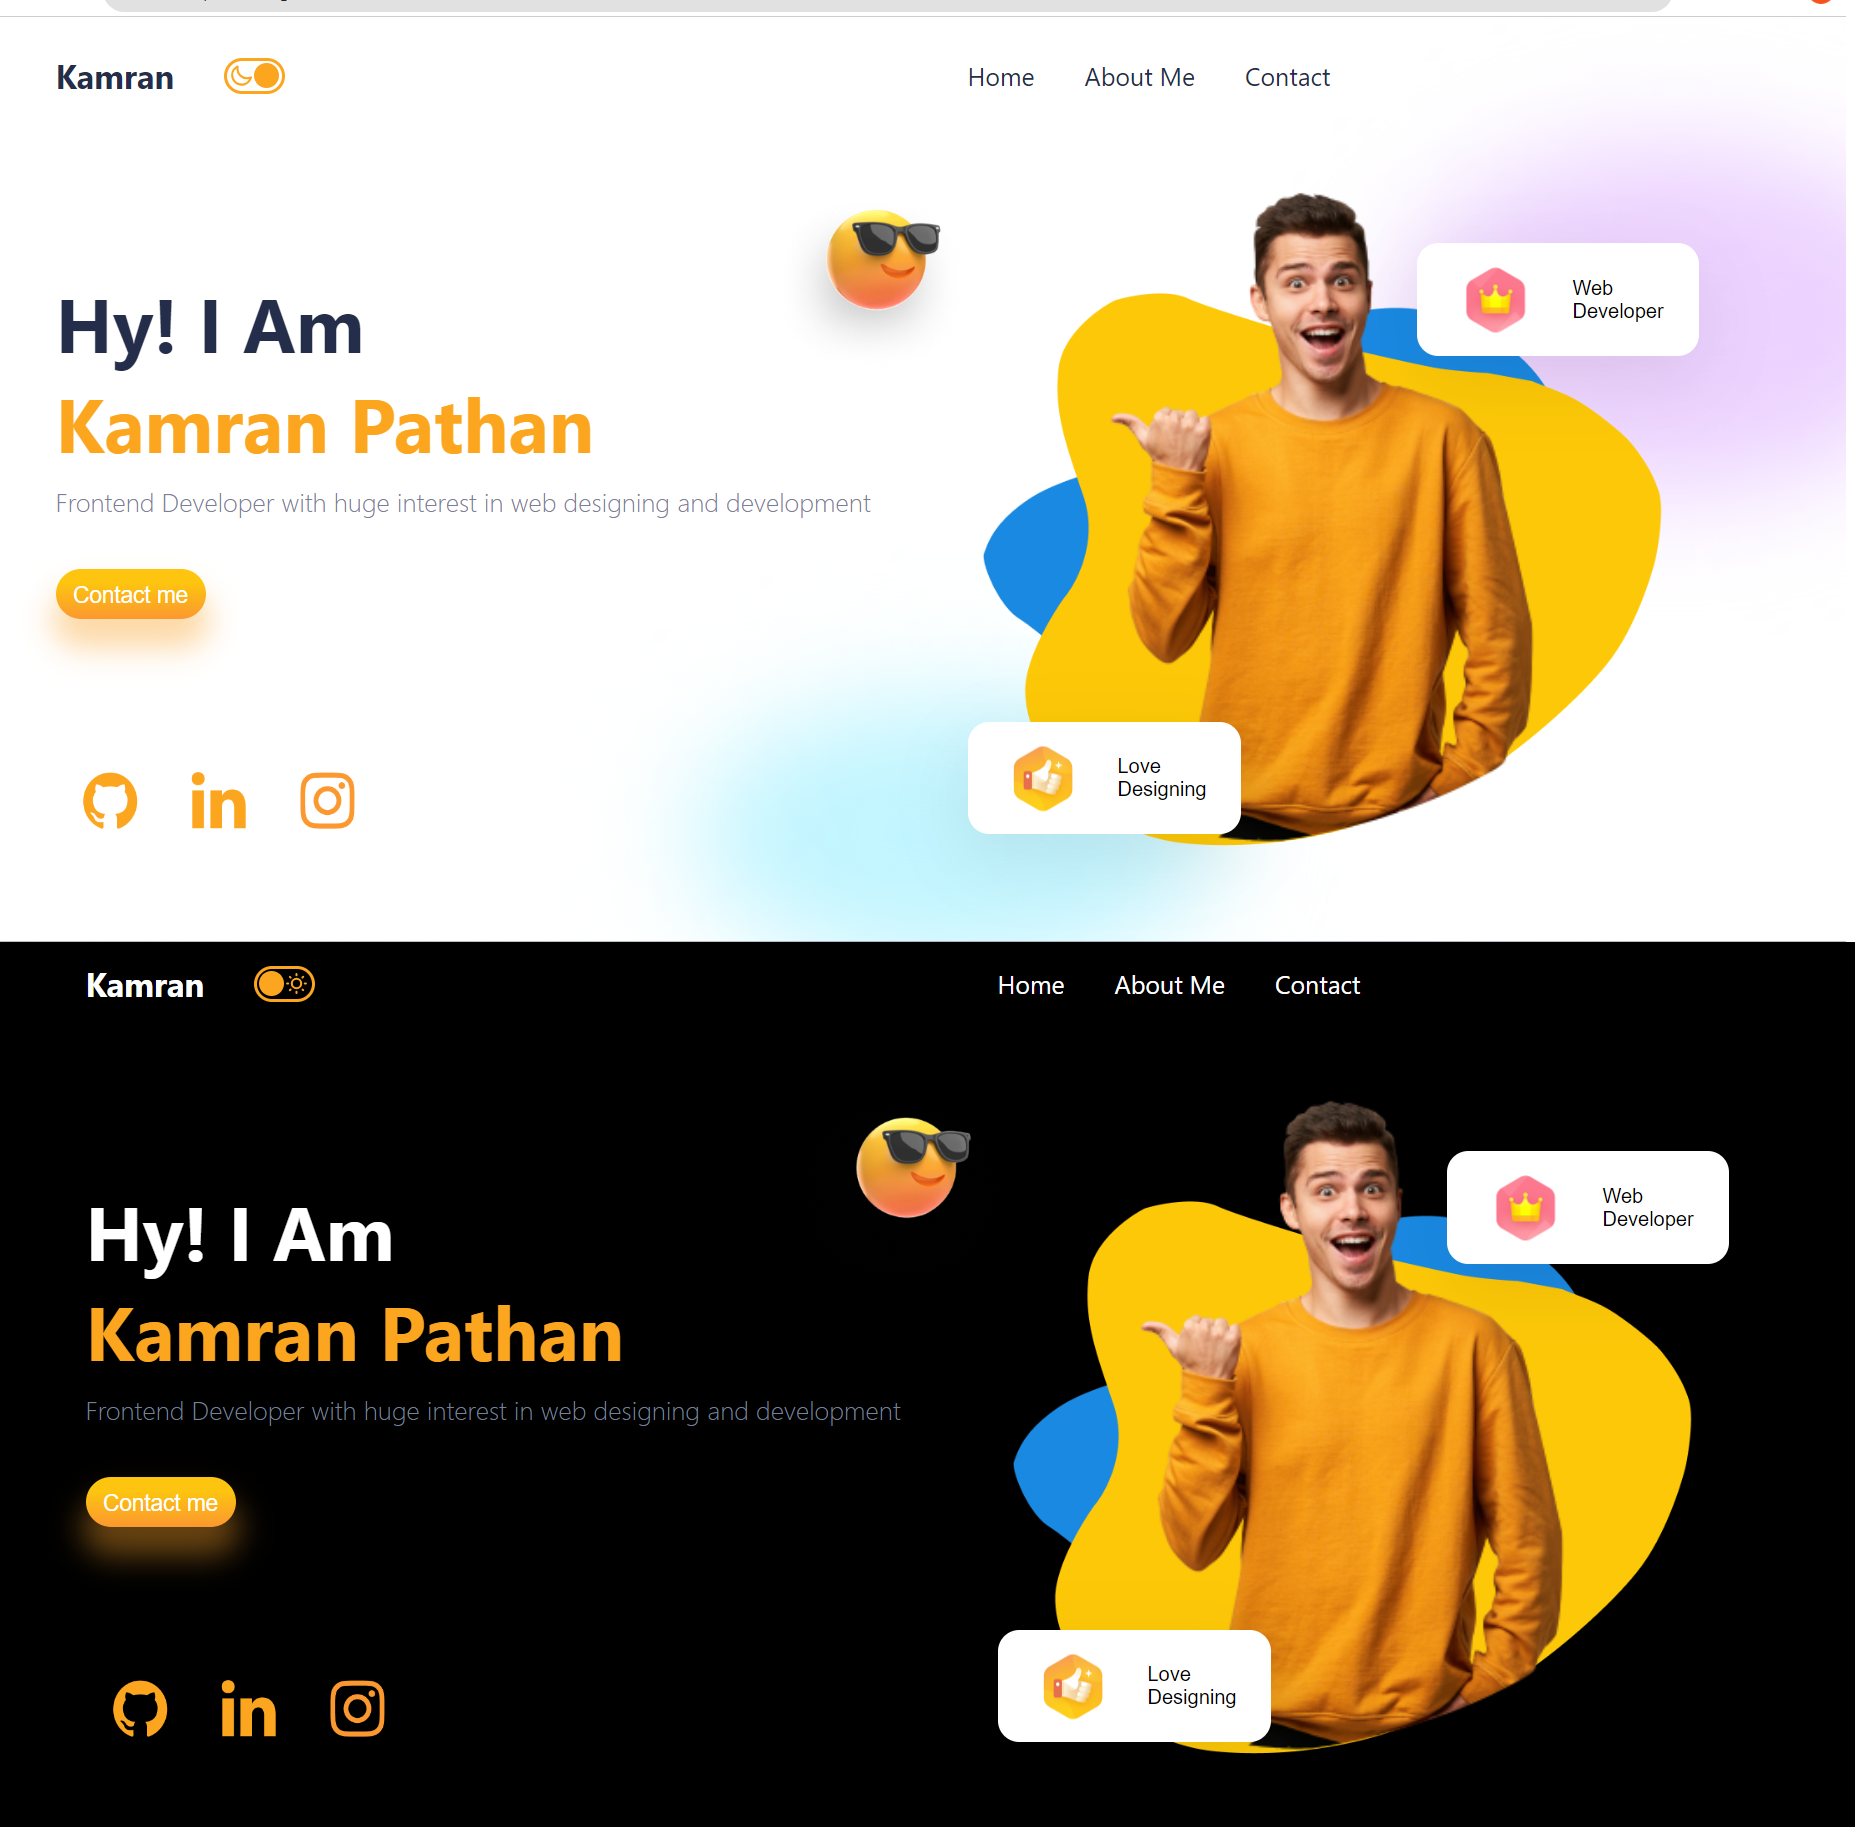 Kamran
Home About Me Contact
Web
Developer
Hy! I Am
Kamran Pathan
Frontend Developer with huge interest in web designing and development
Contact me
Love
Designing
in
Kamran
Home About Me Contact
Web
Developer
Hy! I Am
Kamran Pathan
Frontend Developer with huge interest in web designing and development
Contact me
Love
Designing
in